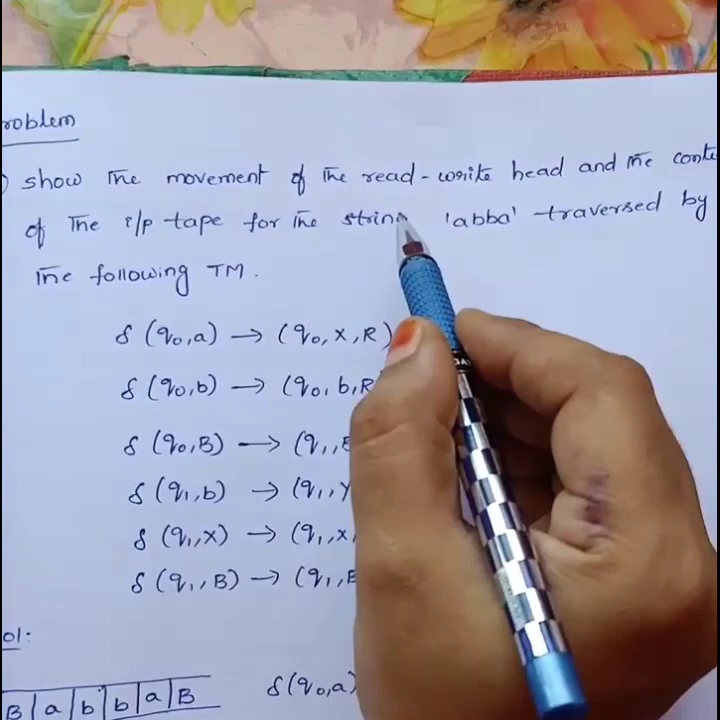 roblem
) show the movement of the read-write head and the conte
of the i/p tape for the strin 'abba' traversed by
the following TM.
δ(q0,a) → (q0,X,R)
δ(q0,b) → (q0,b,R
δ(q0,B) → (q1,B
δ(q1,b) → (q1,Y
δ(q1,X) → (q1,X,
δ(q1,B) → (q1,B
ol:
B|a|b|b|a|B δ(q0,a)